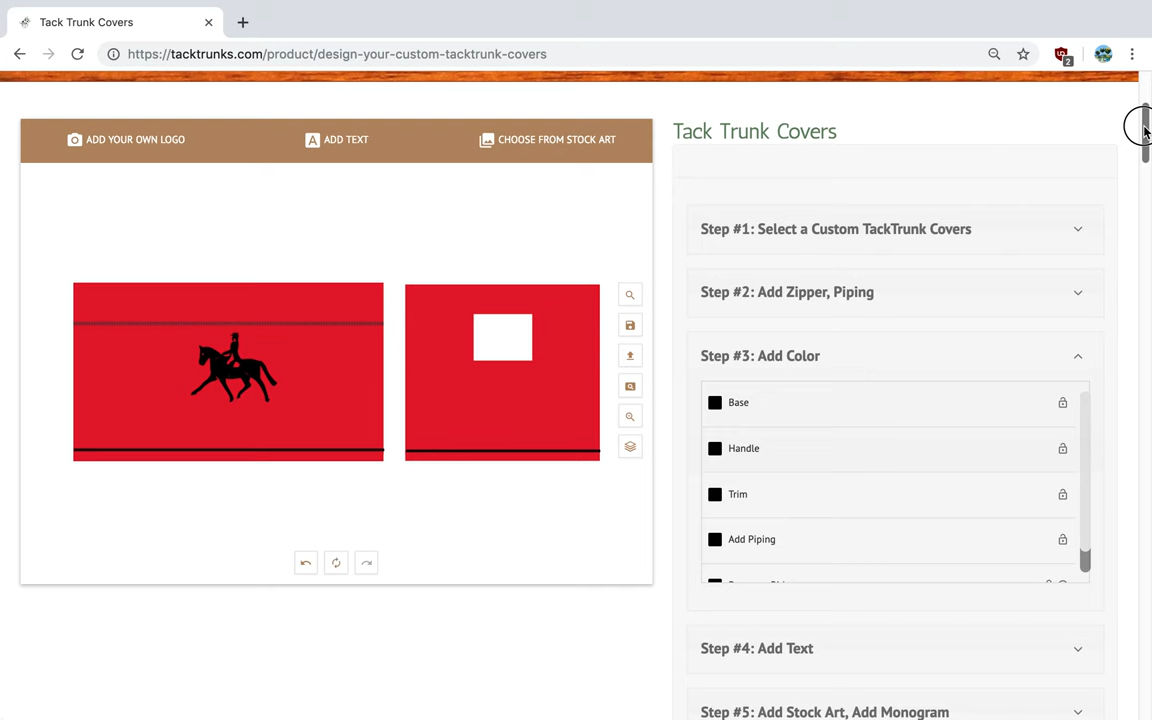 Tack Trunk Covers
https://tacktrunks.com/product/design-your-custom-tacktrunk-covers
2
ADD YOUR OWN LOGO
ADD TEXT
CHOOSE FROM STOCK ART
Tack Trunk Covers
Step #1: Select a Custom TackTrunk Covers
Step #2: Add Zipper, Piping
Step #3: Add Color
Base
Handle
Trim
Add Piping
Step #4: Add Text
Step #5: Add Stock Art, Add Monogram